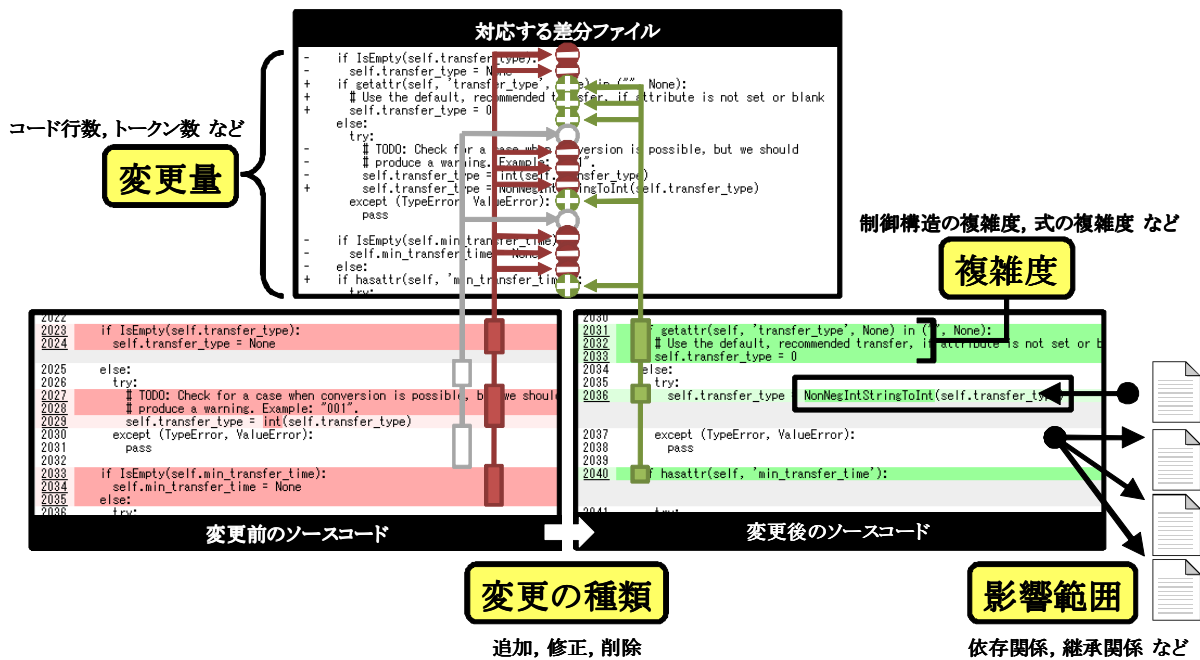 対応する差分ファイル
-    if IsEmpty(self.transfer_type):
-      self.transfer_type = None
+    if getattr(self, 'transfer_type', None) in ("", None):
+      # Use the default, recommended transfer, if attribute is not set or blank
+      self.transfer_type = 0
     else:
       try:
-        # TODO: Check for a case when conversion is possible, but we should
-        # produce a warning. Example: "001".
-        self.transfer_type = int(self.transfer_type)
+        self.transfer_type = NonNegIntStringToInt(self.transfer_type)
       except (TypeError, ValueError):
         pass
-    if IsEmpty(self.min_transfer_time)
-      self.min_transfer_time = None
-    else:
+    if hasattr(self, 'min_transfer_time'):
       try:
コード行数, トークン数 など
変更量
制御構造の複雑度, 式の複雑度 など
複雑度
2022
2023 if IsEmpty(self.transfer_type):
2024 self.transfer_type = None
2025 else:
2026 try:
2027 # TODO: Check for a case when conversion is possible, but we should
2028 # produce a warning. Example: "001".
2029 self.transfer_type = int(self.transfer_type)
2030 except (TypeError, ValueError):
2031 pass
2032
2033 if IsEmpty(self.min_transfer_time):
2034 self.min_transfer_time = None
2035 else:
2036 try:
変更前のソースコード
2030
2031 if getattr(self, 'transfer_type', None) in ("", None):
2032 # Use the default, recommended transfer, if attribute is not set or b
2033 self.transfer_type = 0
2034 else:
2035 try:
2036 self.transfer_type = NonNegIntStringToInt(self.transfer_type)
2037 except (TypeError, ValueError):
2038 pass
2039
2040 if hasattr(self, 'min_transfer_time'):
2041 try:
変更後のソースコード
変更の種類
追加, 修正, 削除
影響範囲
依存関係, 継承関係 など